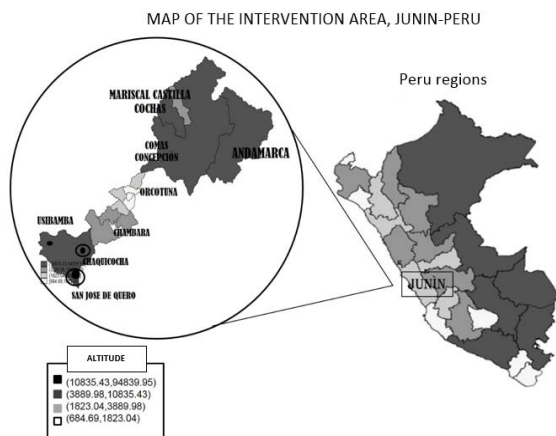 MAP OF THE INTERVENTION AREA, JUNIN-PERU
Peru regions
MARISCAL CASTILLA
COCHAS
COMAS
CONCEPCIÓN
ANDAMARCA
ORCOTUNA
USIBAMBA
CHAMBARA
CHAQUICOCHA
SAN JOSE DE QUERO
JUNÍN
ALTITUDE
(10835.43,94839.95)
(3889.98,10835.43)
(1823.04,3889.98)
(684.69,1823.04)